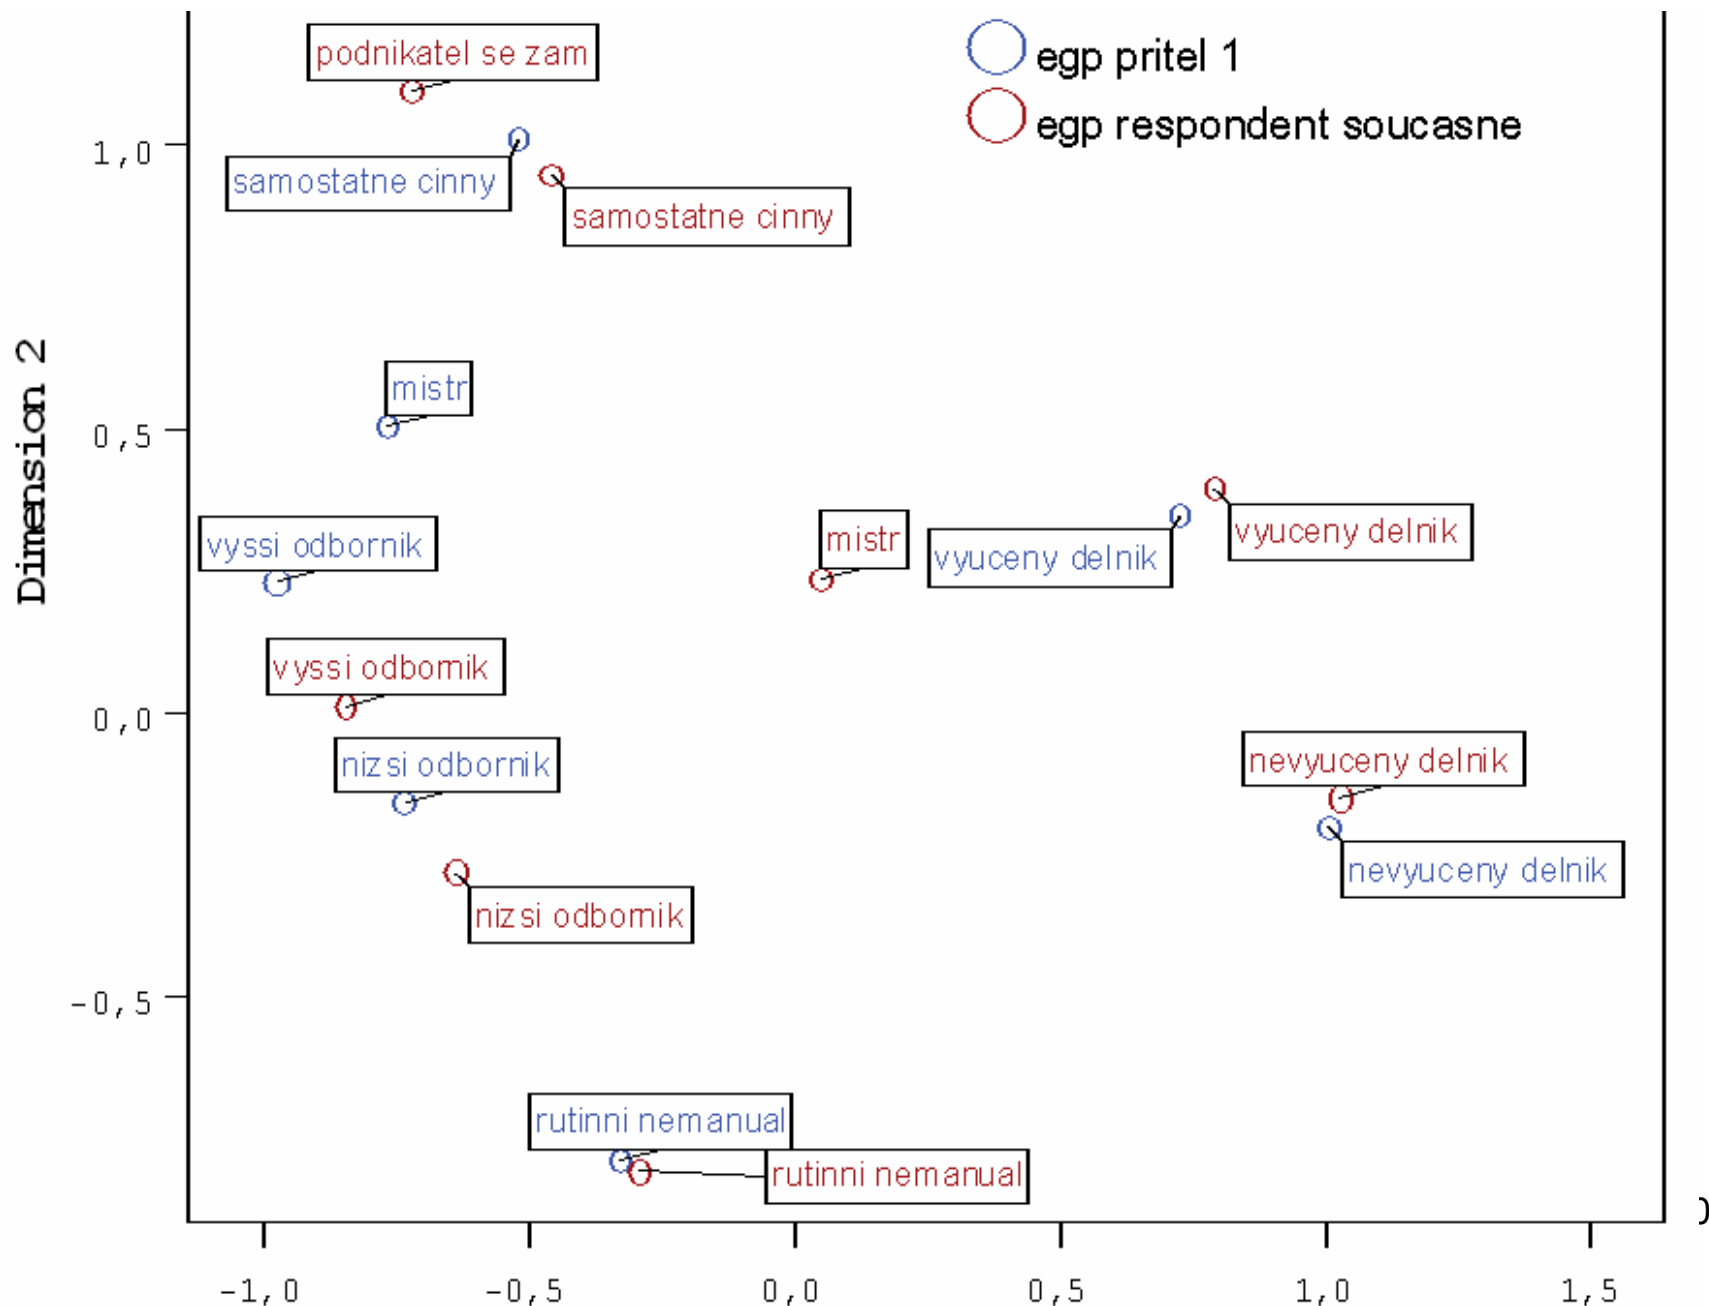 podnikatel se zam
egp pritel 1
egp respondent soucasne
1,0
samostatne cinny
samostatne cinny
Dimension 2
mistr
0,5
vyssi odbornik
mistr
vyuceny delnik
vyuceny delnik
vyssi odbornik
0,0
nizsi odbornik
nevyuceny delnik
nevyuceny delnik
nizsi odbornik
-0,5
rutinni nemanual
rutinni nemanual
-1,0 -0,5 0,0 0,5 1,0 1,5